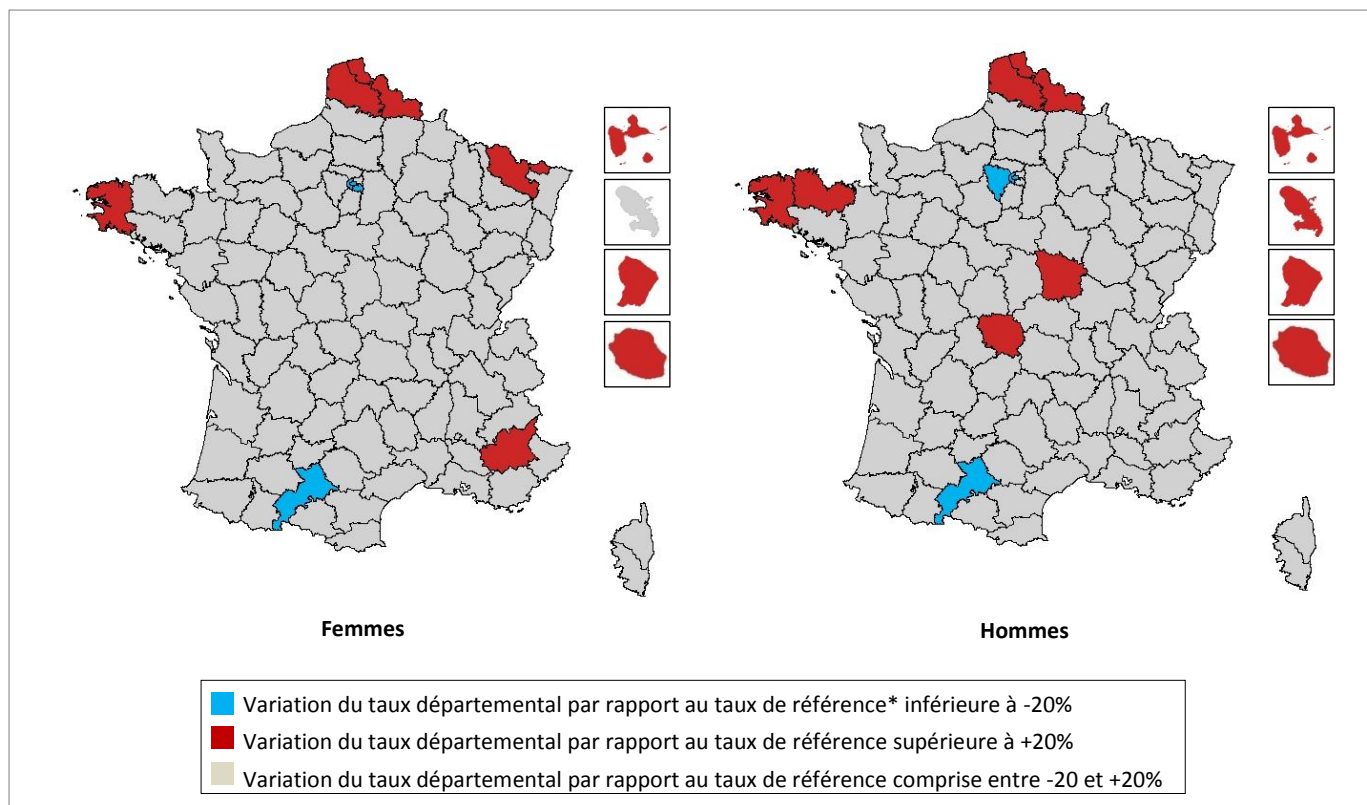 Femmes
Hommes
Variation du taux départemental par rapport au taux de référence* inférieure à -20%
Variation du taux départemental par rapport au taux de référence supérieure à +20%
Variation du taux départemental par rapport au taux de référence comprise entre -20 et +20%